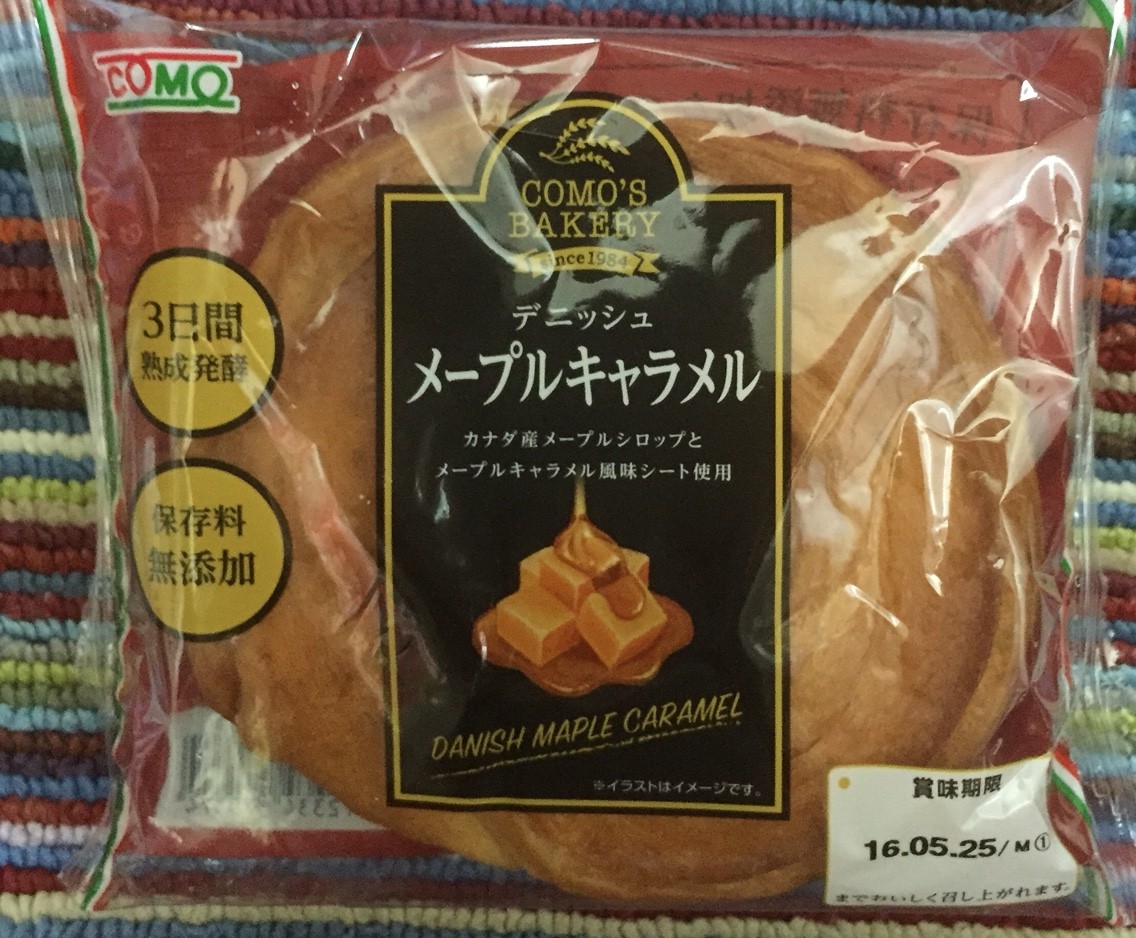 COMO
COMO'S
BAKERY
since1984
デニッシュ
メープルキャラメル
カナダ産メープルシロップと
メープルキャラメル風味シート使用
3日間
熟成発酵
保存料
無添加
DANISH MAPLE CARAMEL
※イラストはイメージです。
賞味期限
16.05.25/M①
までおいしく召し上がれます。